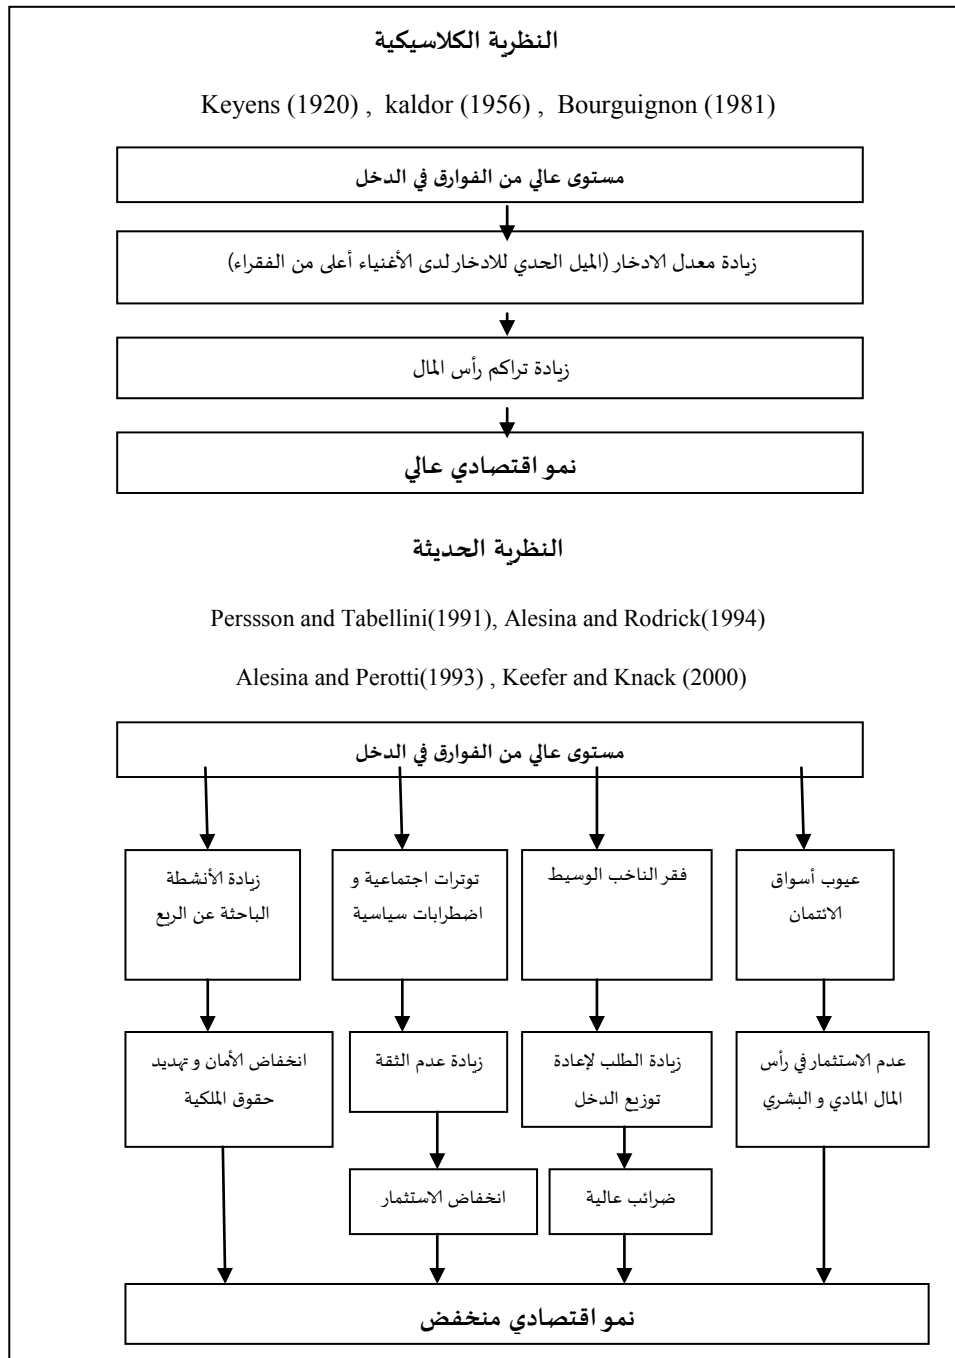 النظرية الكلاسيكية
Keyens (1920) , kaldor (1956) , Bourguignon (1981)
مستوى عالي من الفوارق في الدخل
زيادة معدل الادخار (الميل الحدي للادخار لدى الأغنياء أعلى من الفقراء)
زيادة تراكم رأس المال
نمو اقتصادي عالي
النظرية الحديثة
Perssson and Tabellini(1991), Alesina and Rodrick(1994)
Alesina and Perotti(1993) , Keefer and Knack (2000)
مستوى عالي من الفوارق في الدخل
عيوب أسواق
الائتمان
فقر الناخب الوسيط
توترات اجتماعية و
اضطرابات سياسية
زيادة الأنشطة
الباحثة عن الريع
عدم الاستثمار في رأس
المال المادي و البشري
زيادة الطلب لإعادة
توزيع الدخل
زيادة عدم الثقة
انخفاض الأمان و تهديد
حقوق الملكية
ضرائب عالية
انخفاض الاستثمار
نمو اقتصادي منخفض